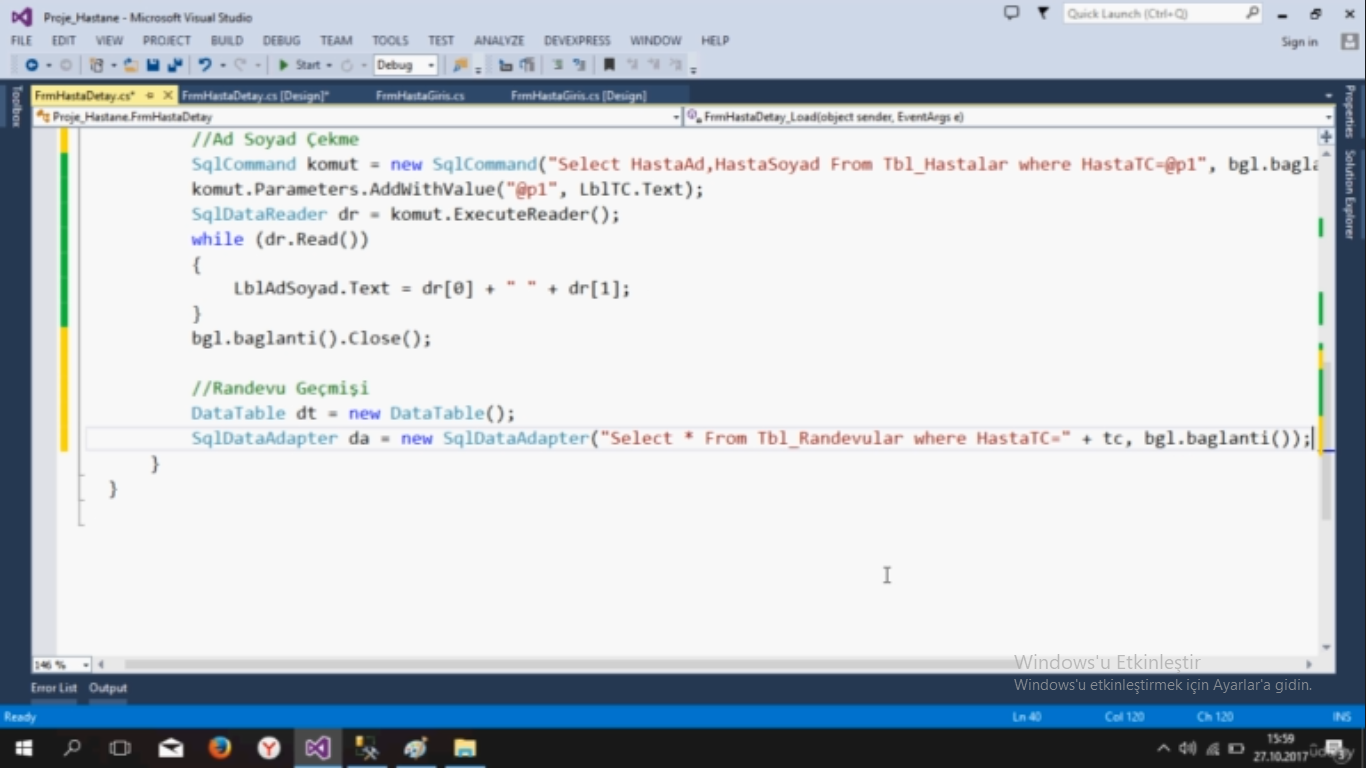 Proje_Hastane - Microsoft Visual Studio
Quick Launch (Ctrl+Q)
FILE EDIT VIEW PROJECT BUILD DEBUG TEAM TOOLS TEST ANALYZE DEVEXPRESS WINDOW HELP
Sign in
Start
Debug
Toolbox
FrmHastaDetay.cs*
FrmHastaDetay.cs [Design]*
FrmHastaGiris.cs
FrmHastaGiris.cs [Design]
Properties
Solution Explorer
Proje_Hastane.FrmHastaDetay
FrmHastaDetay_Load(object sender, EventArgs e)
//Ad Soyad Çekme
SqlCommand komut = new SqlCommand("Select HastaAd,HastaSoyad From Tbl_Hastalar where HastaTC=@p1", bgl.bagla
komut.Parameters.AddWithValue("@p1", LblTC.Text);
SqlDataReader dr = komut.ExecuteReader();
while (dr.Read())
{
LblAdSoyad.Text = dr[0] + " " + dr[1];
}
bgl.baglanti().Close();
//Randevu Geçmişi
DataTable dt = new DataTable();
SqlDataAdapter da = new SqlDataAdapter("Select * From Tbl_Randevular where HastaTC=" + tc, bgl.baglanti());
}
}
146 %
Windows'u Etkinleştir
Windows'u etkinleştirmek için Ayarlar'a gidin.
Error List Output
Ready
Ln 40 Col 120 Ch 120 INS
15:59
27.10.2017